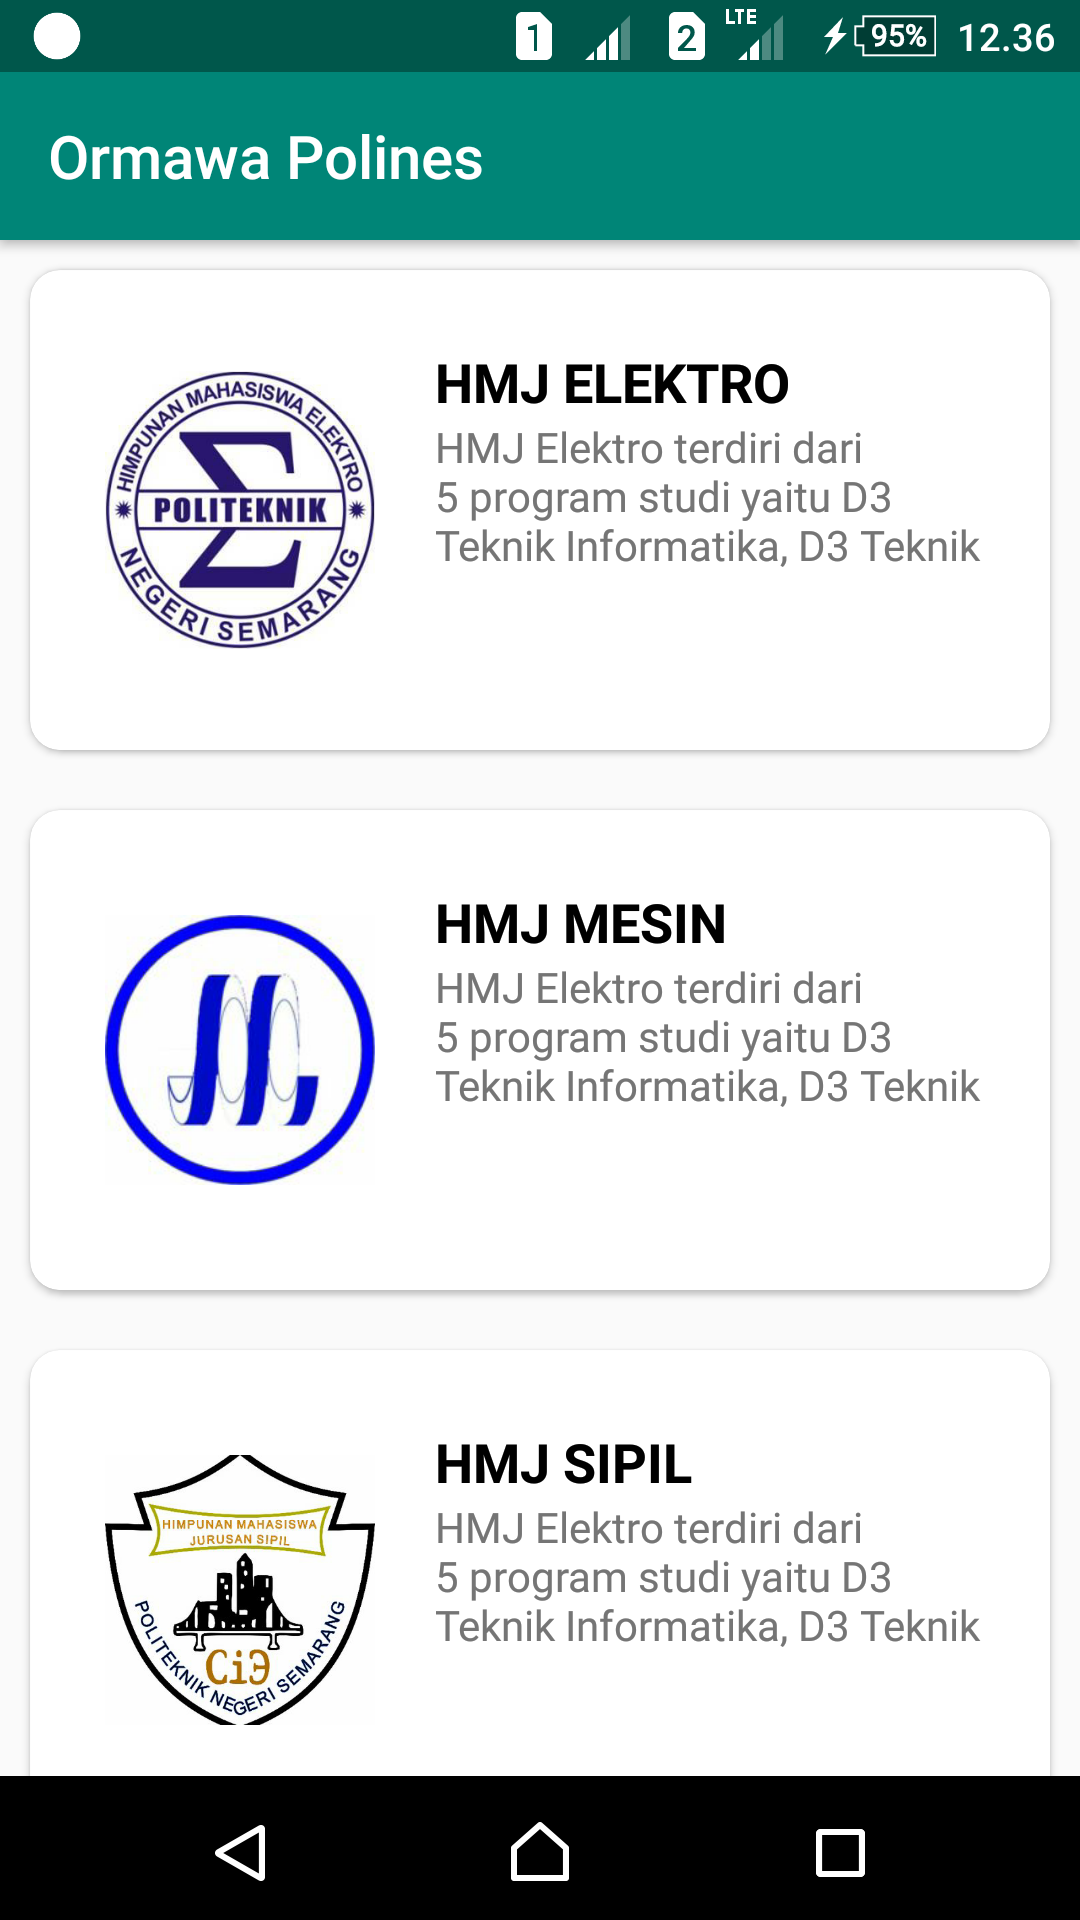 1 2 LTE 95% 12.36
Ormawa Polines
HMJ ELEKTRO
HMJ Elektro terdiri dari
5 program studi yaitu D3
Teknik Informatika, D3 Teknik
HIMPUNAN MAHASISWA ELEKTRO
Σ
POLITEKNIK
NEGERI SEMARANG
HMJ MESIN
HMJ Elektro terdiri dari
5 program studi yaitu D3
Teknik Informatika, D3 Teknik
HMJ SIPIL
HMJ Elektro terdiri dari
5 program studi yaitu D3
Teknik Informatika, D3 Teknik
HIMPUNAN MAHASISWA
JURUSAN SIPIL
POLITEKNIK NEGERI SEMARANG